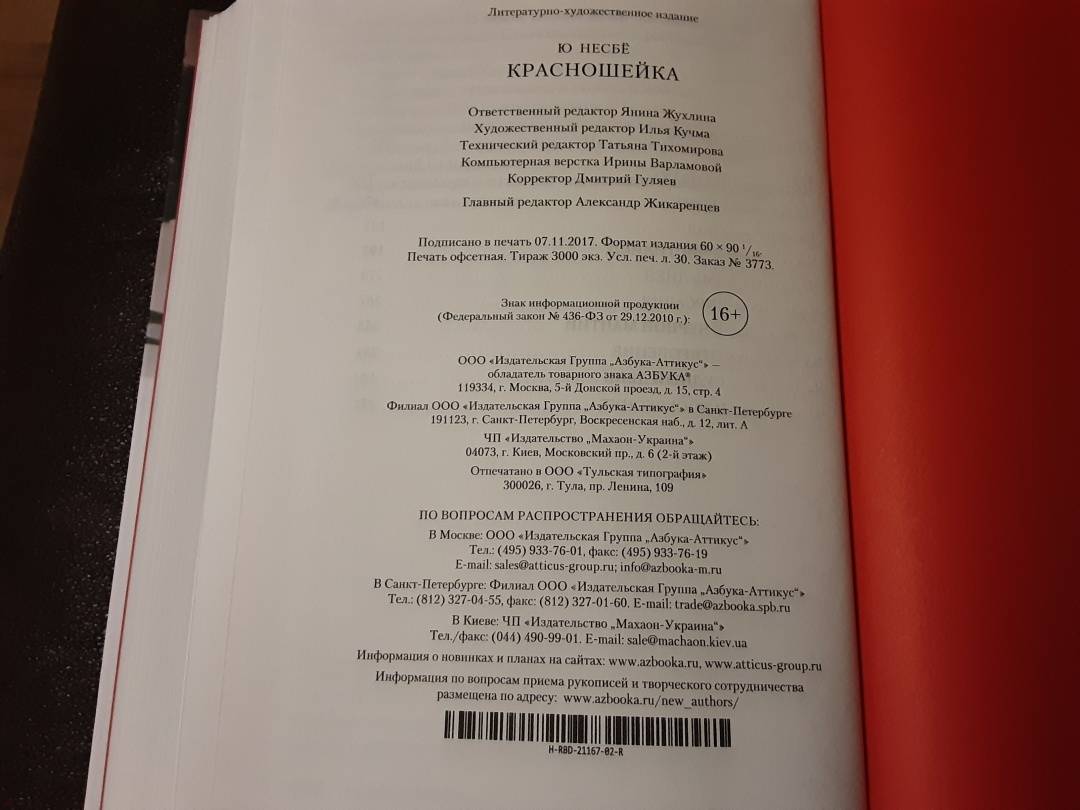 Литературно-художественное издание
Ю НЕСБЁ
КРАСНОШЕЙКА
Ответственный редактор Янина Жухлина
Художественный редактор Илья Кучма
Технический редактор Татьяна Тихомирова
Компьютерная верстка Ирины Варламовой
Корректор Дмитрий Гуляев
Главный редактор Александр Жикаренцев
Подписано в печать 07.11.2017. Формат издания 60 × 90 1/16.
Печать офсетная. Тираж 3000 экз. Усл. печ. л. 30. Заказ № 3773.
Знак информационной продукции
(Федеральный закон № 436-ФЗ от 29.12.2010 г.):
16+
ООО «Издательская Группа „Азбука-Аттикус“» —
обладатель товарного знака АЗБУКА®
119334, г. Москва, 5-й Донской проезд, д. 15, стр. 4
Филиал ООО «Издательская Группа „Азбука-Аттикус“» в Санкт-Петербурге
191123, г. Санкт-Петербург, Воскресенская наб., д. 12, лит. А
ЧП «Издательство „Махаон-Украина“»
04073, г. Киев, Московский пр., д. 6 (2-й этаж)
Отпечатано в ООО «Тульская типография»
300026, г. Тула, пр. Ленина, 109
ПО ВОПРОСАМ РАСПРОСТРАНЕНИЯ ОБРАЩАЙТЕСЬ:
В Москве: ООО «Издательская Группа „Азбука-Аттикус“»
Тел.: (495) 933-76-01, факс: (495) 933-76-19
E-mail: sales@atticus-group.ru; info@azbooka-m.ru
В Санкт-Петербурге: Филиал ООО «Издательская Группа „Азбука-Аттикус“»
Тел.: (812) 327-04-55, факс: (812) 327-01-60. E-mail: trade@azbooka.spb.ru
В Киеве: ЧП «Издательство „Махаон-Украина“»
Тел./факс: (044) 490-99-01. E-mail: sale@machaon.kiev.ua
Информация о новинках и планах на сайтах: www.azbooka.ru, www.atticus-group.ru
Информация по вопросам приема рукописей и творческого сотрудничества
размещена по адресу: www.azbooka.ru/new_authors/
H-RBD-21167-02-R